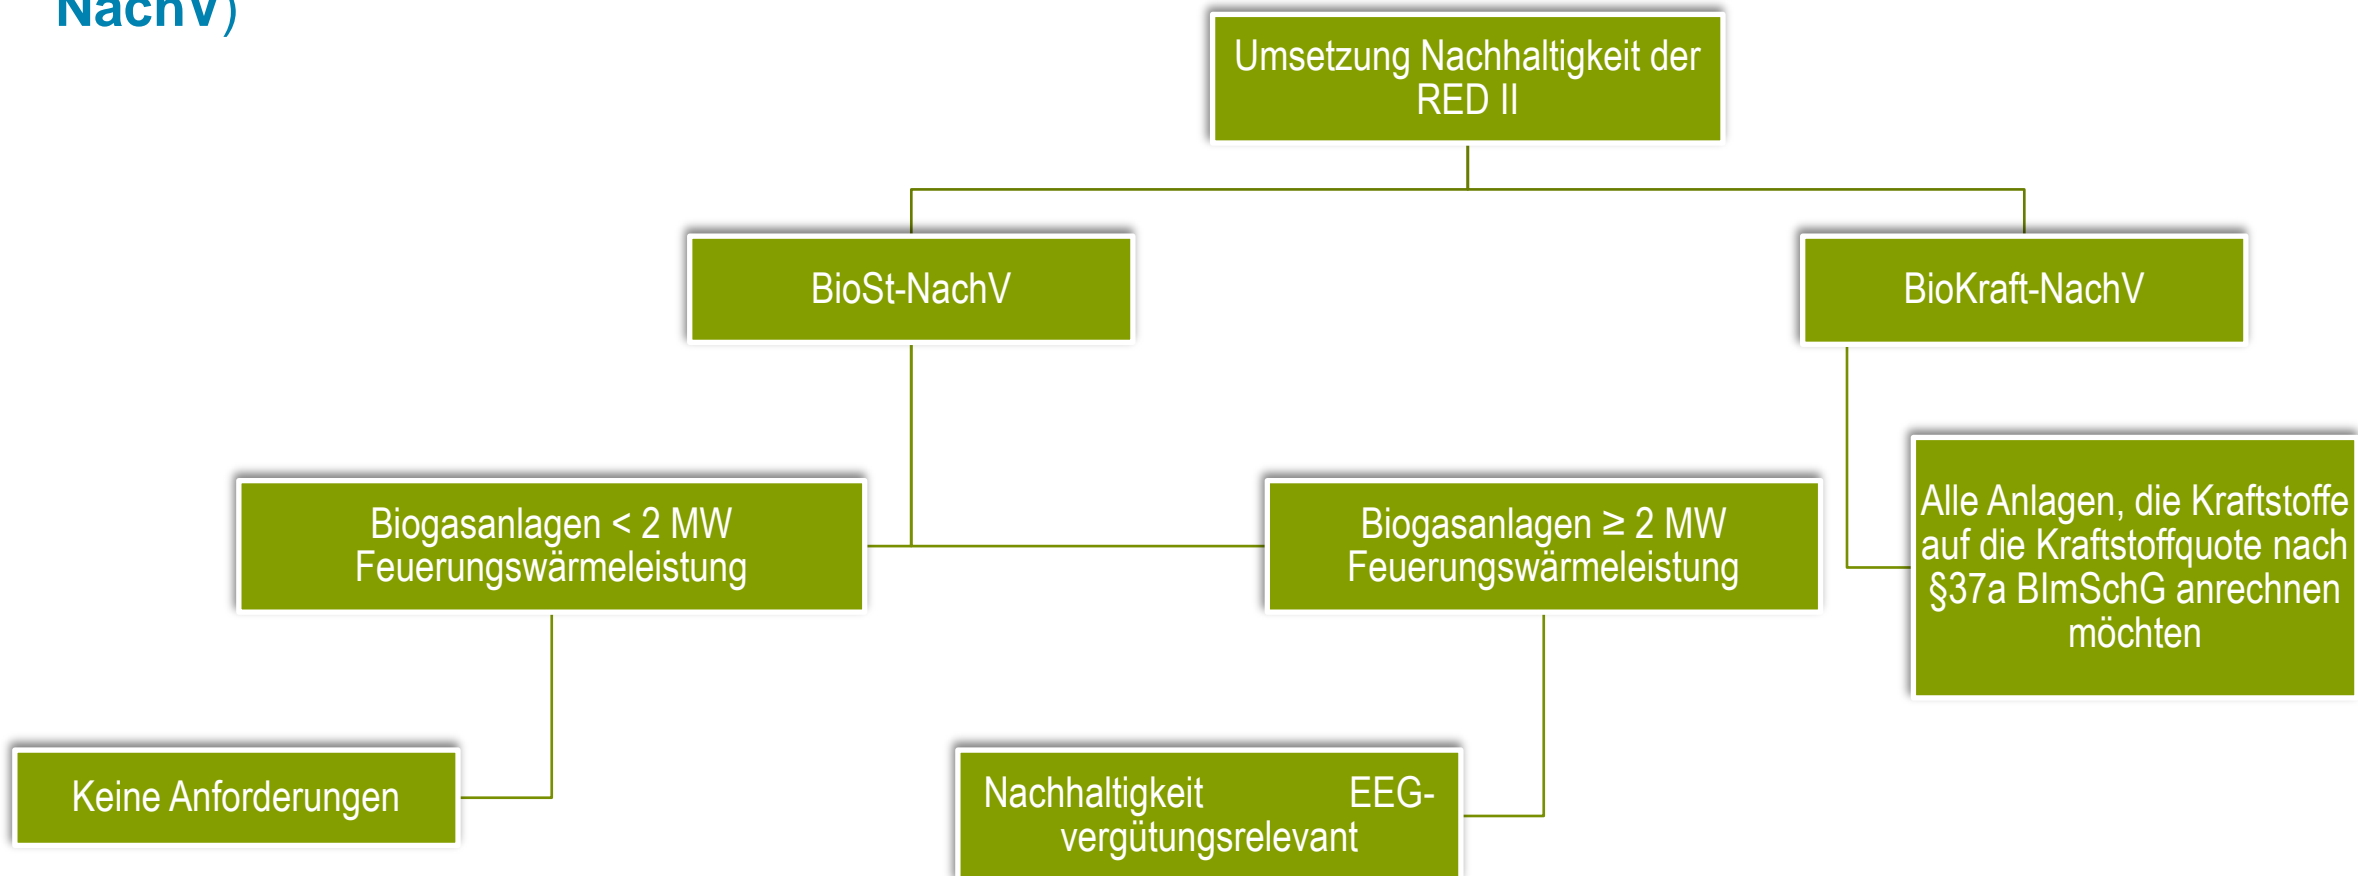 NachV)
Umsetzung Nachhaltigkeit der
RED II
BioSt-NachV
BioKraft-NachV
Biogasanlagen < 2 MW
Feuerungswärmeleistung
Biogasanlagen ≥ 2 MW
Feuerungswärmeleistung
Alle Anlagen, die Kraftstoffe
auf die Kraftstoffquote nach
§37a BImSchG anrechnen
möchten
Keine Anforderungen
Nachhaltigkeit EEG-
vergütungsrelevant